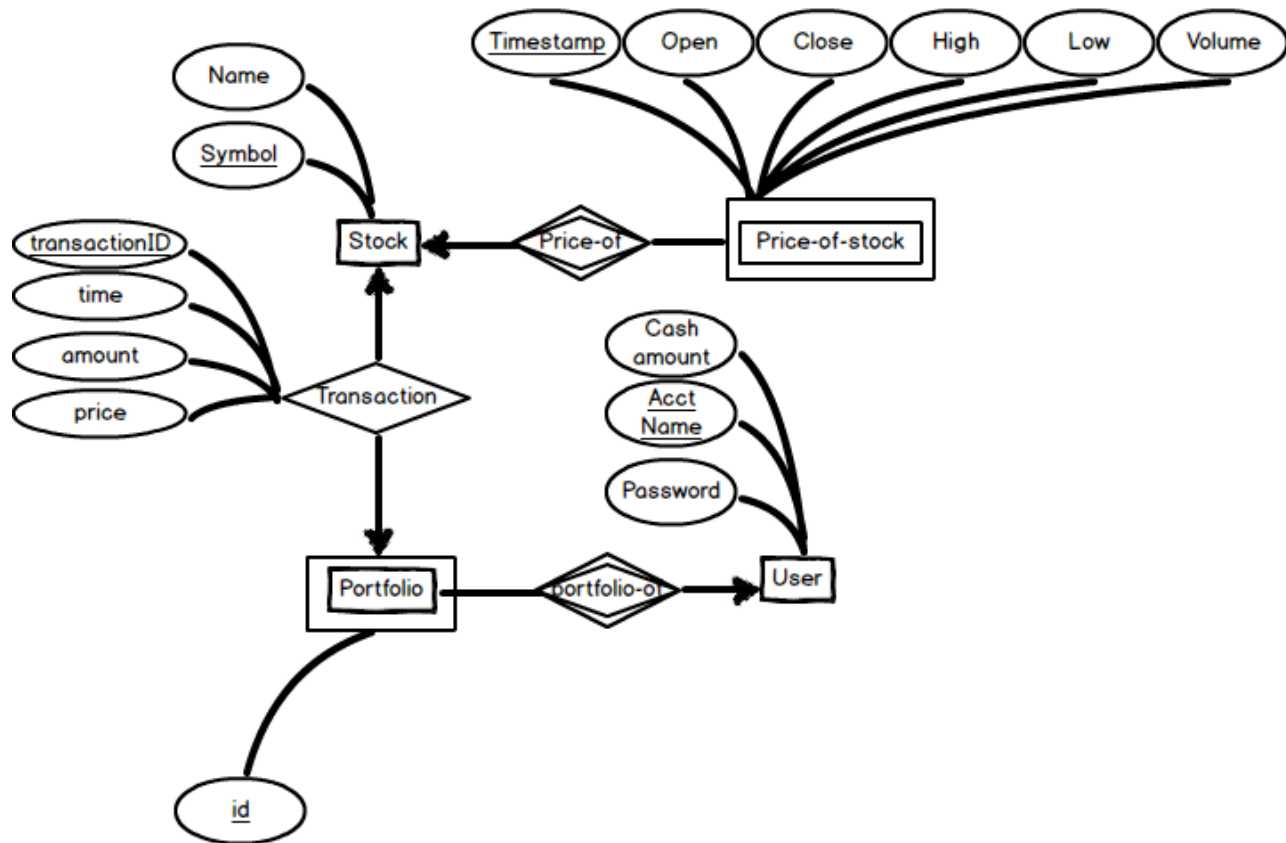 Timestamp
Open
Close
High
Low
Volume
Name
Symbol
transactionID
time
amount
price
Stock
Price-of
Price-of-stock
Transaction
Cash
amount
Acct
Name
Password
Portfolio
portfolio-of
User
id